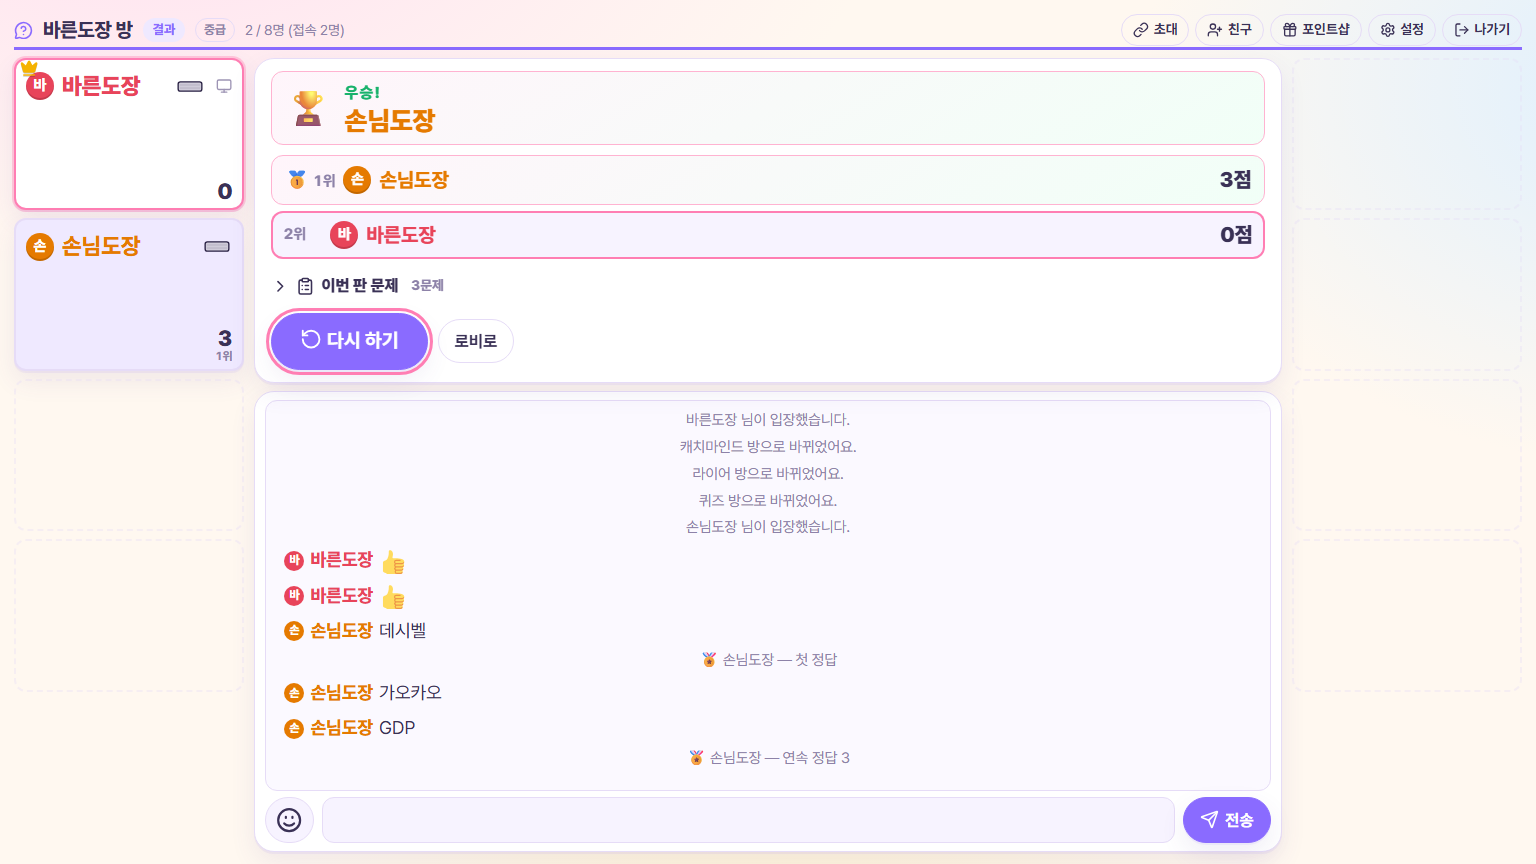 바른도장 방 결과 중급 2 / 8명 (접속 2명) 초대 친구 포인트샵 설정 나가기
바 바른도장
0
손 손님도장
3
1위
우승!
손님도장
1 1위 손 손님도장 3점
2위 바 바른도장 0점
이번 판 문제 3문제
다시 하기 로비로
바른도장 님이 입장했습니다.
캐치마인드 방으로 바뀌었어요.
라이어 방으로 바뀌었어요.
퀴즈 방으로 바뀌었어요.
손님도장 님이 입장했습니다.
바 바른도장
바 바른도장
손 손님도장 데시벨
손님도장 — 첫 정답
손 손님도장 가오카오
손 손님도장 GDP
손님도장 — 연속 정답 3
전송